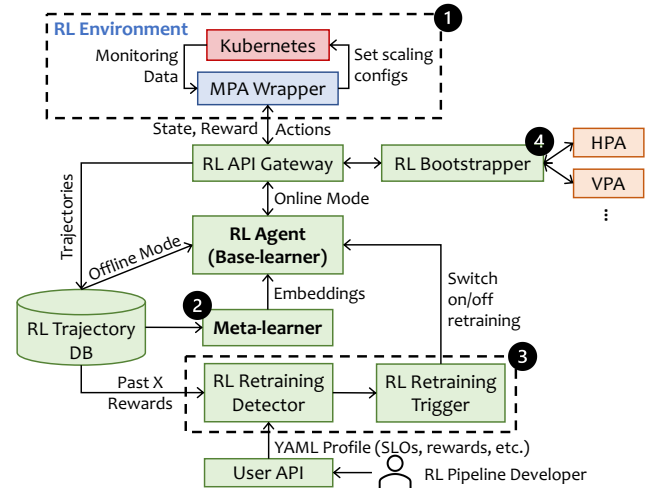 1
RL Environment
Kubernetes
Monitoring
Data
Set scaling
configs
MPA Wrapper
State, Reward
Actions
4
RL API Gateway
RL Bootstrapper
HPA
VPA
...
Trajectories
Online Mode
Offline Mode
RL Agent
(Base-learner)
Switch
on/off
retraining
Embeddings
2
Meta-learner
RL Trajectory
DB
3
Past X
Rewards
RL Retraining
Detector
RL Retraining
Trigger
YAML Profile (SLOs, rewards, etc.)
User API
RL Pipeline Developer